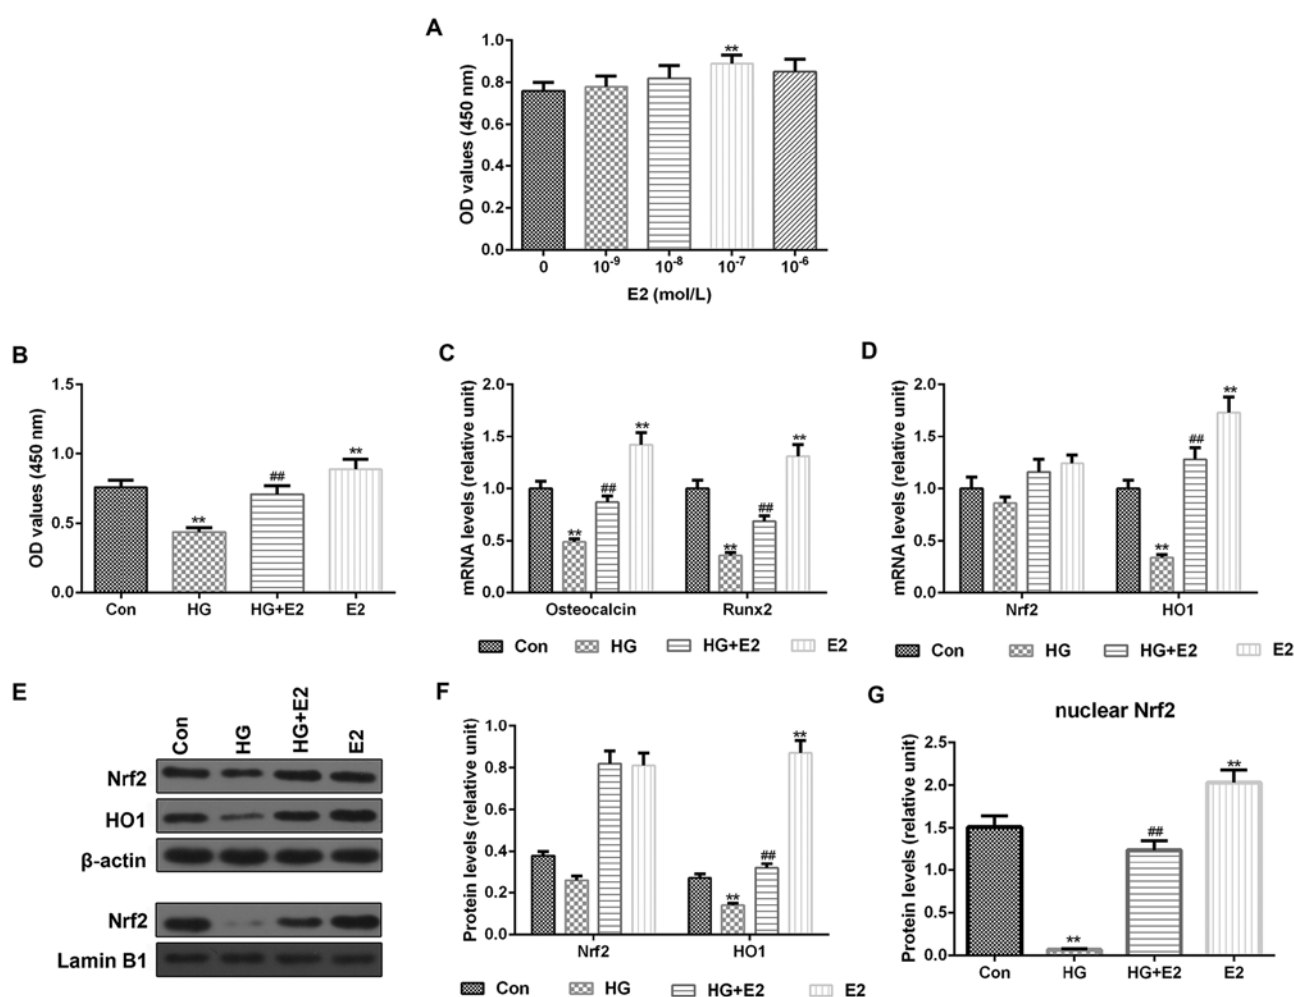 A
OD values (450 nm)
1.0
0.8
0.6
0.4
0.2
0.0
**
0 10-9 10-8 10-7 10-6
E2 (mol/L)
B
OD values (450 nm)
1.5
1.0
0.5
0.0
** ## **
Con HG HG+E2 E2
C
mRNA levels (relative unit)
2.0
1.5
1.0
0.5
0.0
** ## ** ** ## **
Osteocalcin Runx2
Con HG HG+E2 E2
D
mRNA levels (relative unit)
2.0
1.5
1.0
0.5
0.0
** ## **
Nrf2 HO1
Con HG HG+E2 E2
E
Con HG HG+E2 E2
Nrf2
HO1
β-actin
Nrf2
Lamin B1
F
Protein levels (relative unit)
1.0
0.8
0.6
0.4
0.2
0.0
** ## **
Nrf2 HO1
Con HG HG+E2 E2
G
nuclear Nrf2
Protein levels (relative unit)
2.5
2.0
1.5
1.0
0.5
0.0
** ## **
Con HG HG+E2 E2